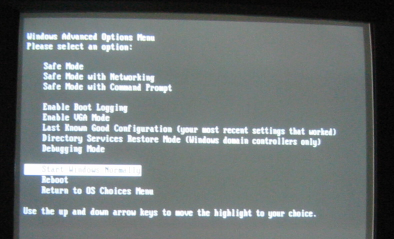 Windows Advanced Options Menu
Please select an option:
Safe Mode
Safe Mode with Networking
Safe Mode with Command Prompt
Enable Boot Logging
Enable VGA Mode
Last Known Good Configuration (your most recent settings that worked)
Directory Services Restore Mode (Windows domain controllers only)
Debugging Mode
Start Windows Normally
Reboot
Return to OS Choices Menu
Use the up and down arrow keys to move the highlight to your choice.